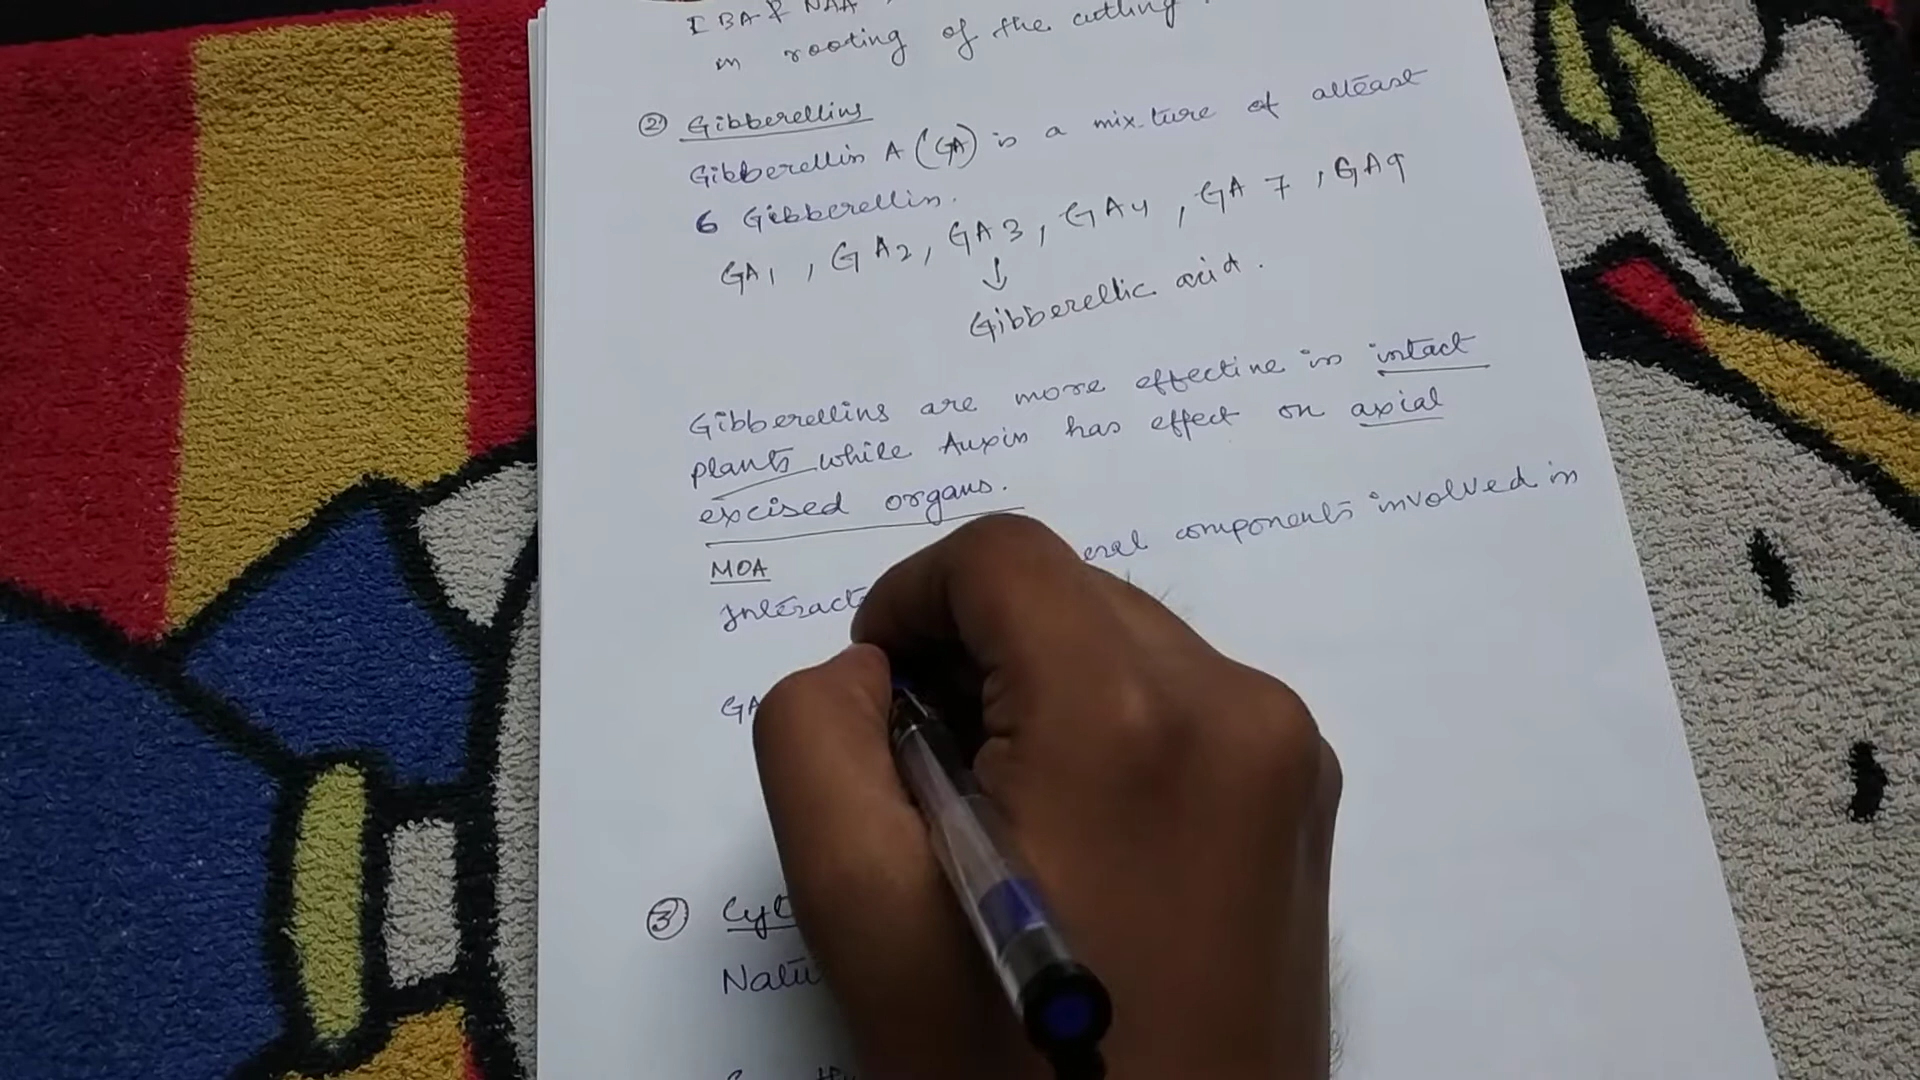 IBA & NAA
in rooting of the cutting.
② Gibberellins
Gibberellin A (GA) is a mixture of atleast
6 Gibberellin.
GA1, GA2, GA3, GA4, GA7, GA9
↓
Gibberellic acid.
Gibberellins are more effective in intact
plants while Auxin has effect on axial
excised organs.
MOA
eral components involved in
Interact
GA
③ Cyt
Natu